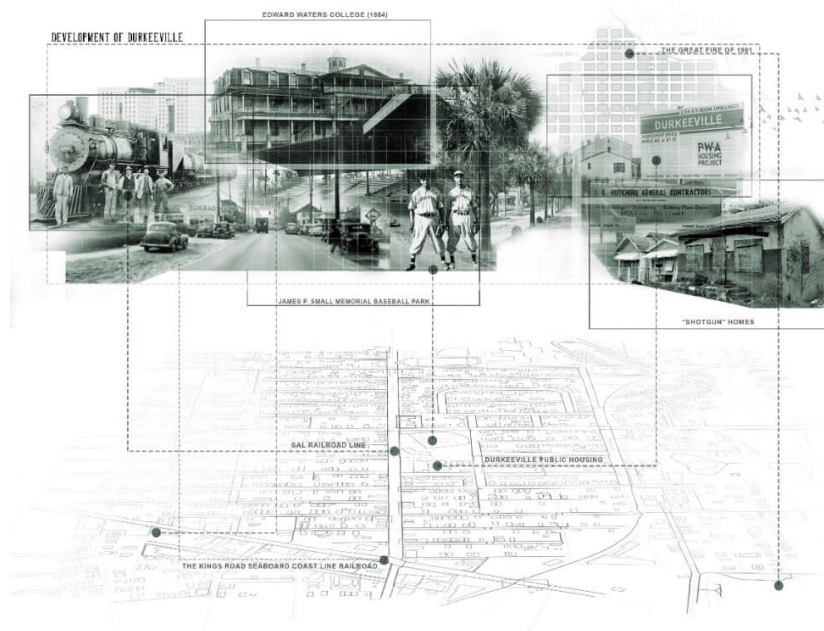 EDWARD WATERS COLLEGE (1884)
DEVELOPMENT OF DURKEEVILLE
THE GREAT FIRE OF 1901
DURKEEVILLE
PWA
HOUSING
PROJECT
HUTCHINS GENERAL CONTRACTORS
JAMES P. SMALL MEMORIAL BASEBALL PARK
"SHOTGUN" HOMES
SAL RAILROAD LINE
DURKEEVILLE PUBLIC HOUSING
THE KINGS ROAD SEABOARD COAST LINE RAILROAD